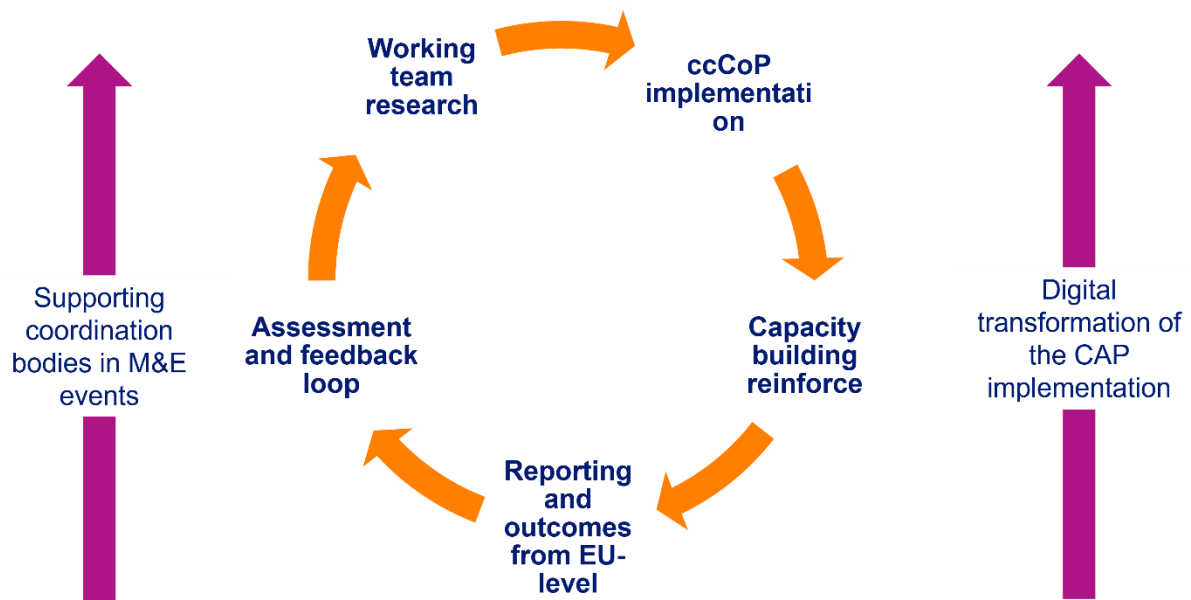 Working
team
research
ccCoP
implementati
on
Supporting
coordination
bodies in M&E
events
Assessment
and feedback
loop
Capacity
building
reinforce
Digital
transformation of
the CAP
implementation
Reporting
and
outcomes
from EU-
level